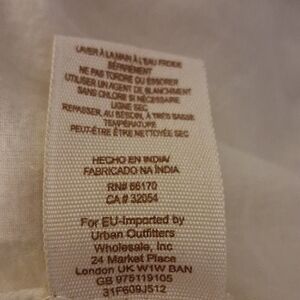 LAVER À LA MAIN À L'EAU FROIDE
SÉPARÉMENT
NE PAS TORDRE OU ESSORER
UTILISER UN AGENT DE BLANCHIMENT
SANS CHLORE SI NÉCESSAIRE
LIGNE SEC
REPASSER, AU BESOIN, À TRÈS BASSE
TEMPÉRATURE
PEUT-ÊTRE ÊTRE NETTOYÉE SEC
HECHO EN INDIA/
FABRICADO NA ÍNDIA
RN# 66170
CA # 32054
For EU-Imported by
Urban Outfitters
Wholesale, Inc
24 Market Place
London UK W1W BAN
GB 975119105
31F609J512